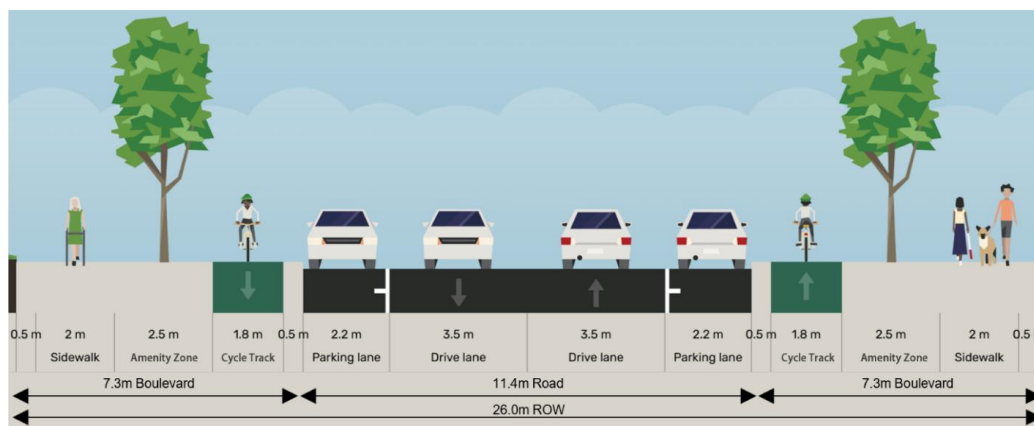 0.5 m 2 m 2.5 m 1.8 m 0.5 m 2.2 m 3.5 m 3.5 m 2.2 m 0.5 m 1.8 m 2.5 m 2 m 0.5
Sidewalk Amenity Zone Cycle Track Parking lane Drive lane Drive lane Parking lane Cycle Track Amenity Zone Sidewalk
7.3m Boulevard 11.4m Road 7.3m Boulevard
26.0m ROW